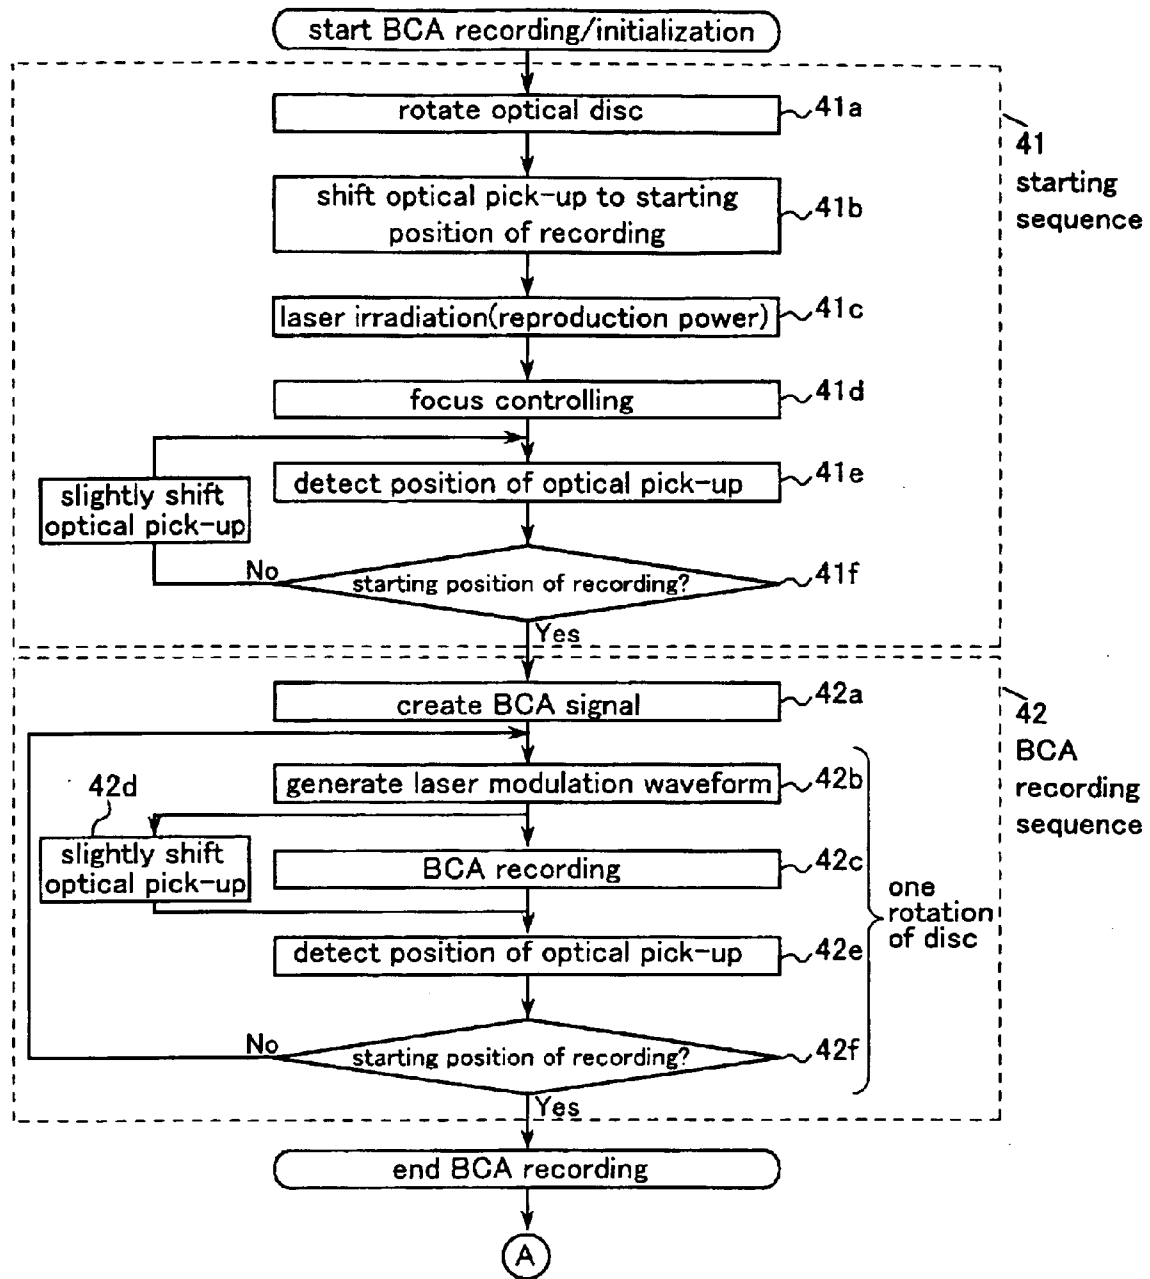 start BCA recording/initialization
rotate optical disc
41a
41
starting
sequence
shift optical pick-up to starting
position of recording
41b
laser irradiation(reproduction power)
41c
focus controlling
41d
detect position of optical pick-up
41e
slightly shift
optical pick-up
No
starting position of recording?
41f
Yes
create BCA signal
42a
42
BCA
recording
sequence
generate laser modulation waveform
42b
42d
slightly shift
optical pick-up
BCA recording
42c
one
rotation
of disc
detect position of optical pick-up
42e
No
starting position of recording?
42f
Yes
end BCA recording
A